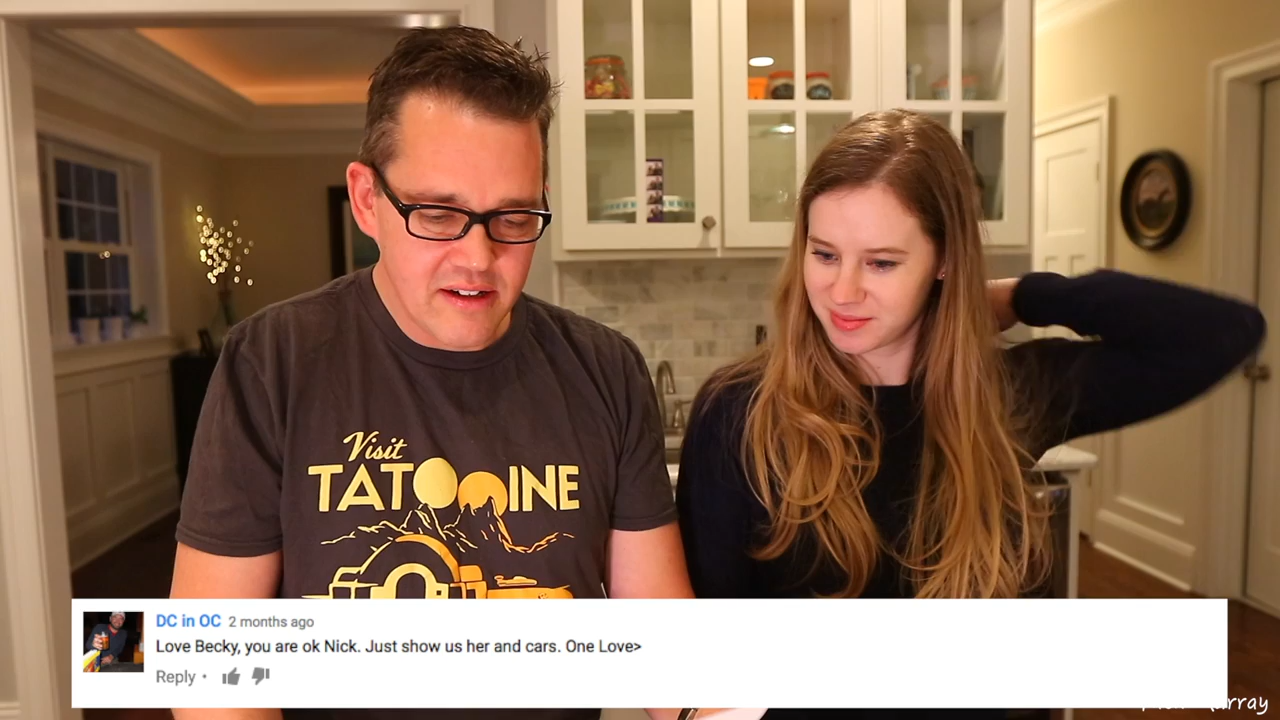 Visit
TATOOINE
DC in OC 2 months ago
Love Becky, you are ok Nick. Just show us her and cars. One Love>
Reply •